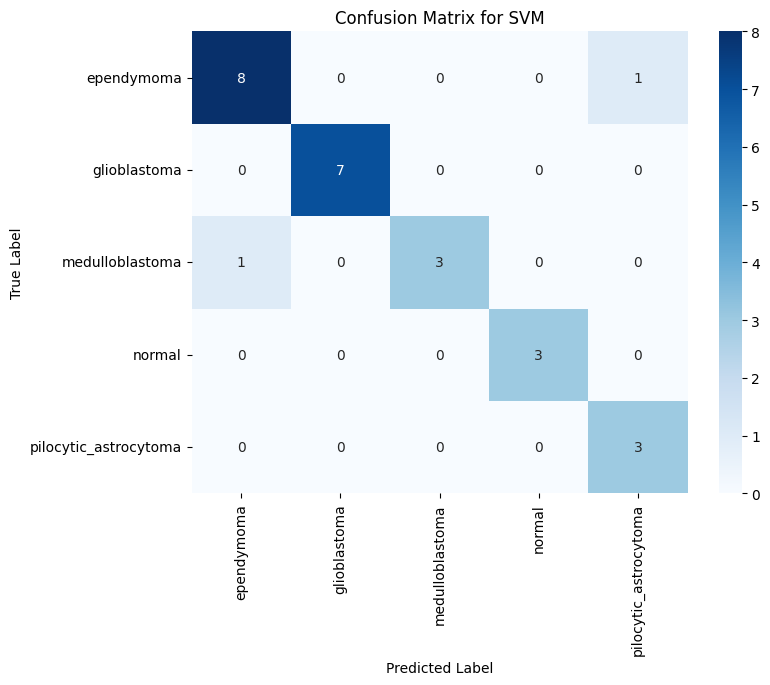 Confusion Matrix for SVM
True Label
ependymoma 8 0 0 0 1
glioblastoma 0 7 0 0 0
medulloblastoma 1 0 3 0 0
normal 0 0 0 3 0
pilocytic_astrocytoma 0 0 0 0 3
ependymoma
glioblastoma
medulloblastoma
normal
pilocytic_astrocytoma
Predicted Label
8
7
6
5
4
3
2
1
0